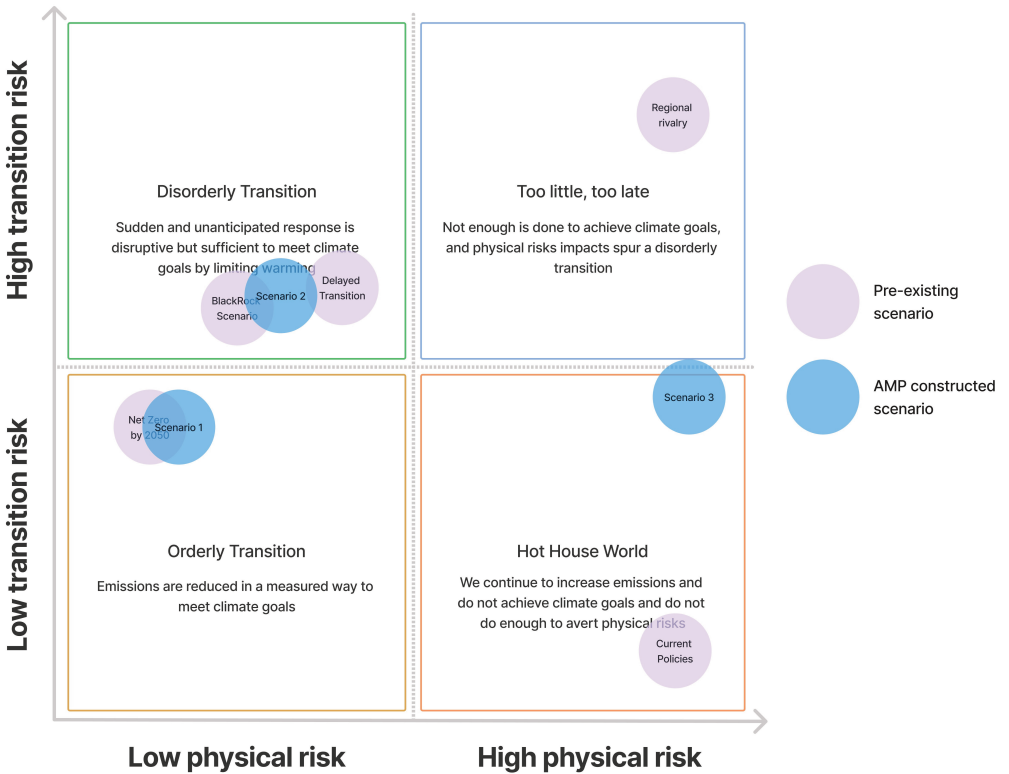 High transition risk
Low transition risk
Regional
rivalry
Disorderly Transition
Sudden and unanticipated response is
disruptive but sufficient to meet climate
goals by limiting warming
Too little, too late
Not enough is done to achieve climate goals,
and physical risks impacts spur a disorderly
transition
BlackRock
Scenario
Scenario 2
Delayed
Transition
Pre-existing
scenario
AMP constructed
scenario
Net Zero
by 2050
Scenario 1
Scenario 3
Orderly Transition
Emissions are reduced in a measured way to
meet climate goals
Hot House World
We continue to increase emissions and
do not achieve climate goals and do not
do enough to avert physical risks
Current
Policies
Low physical risk
High physical risk